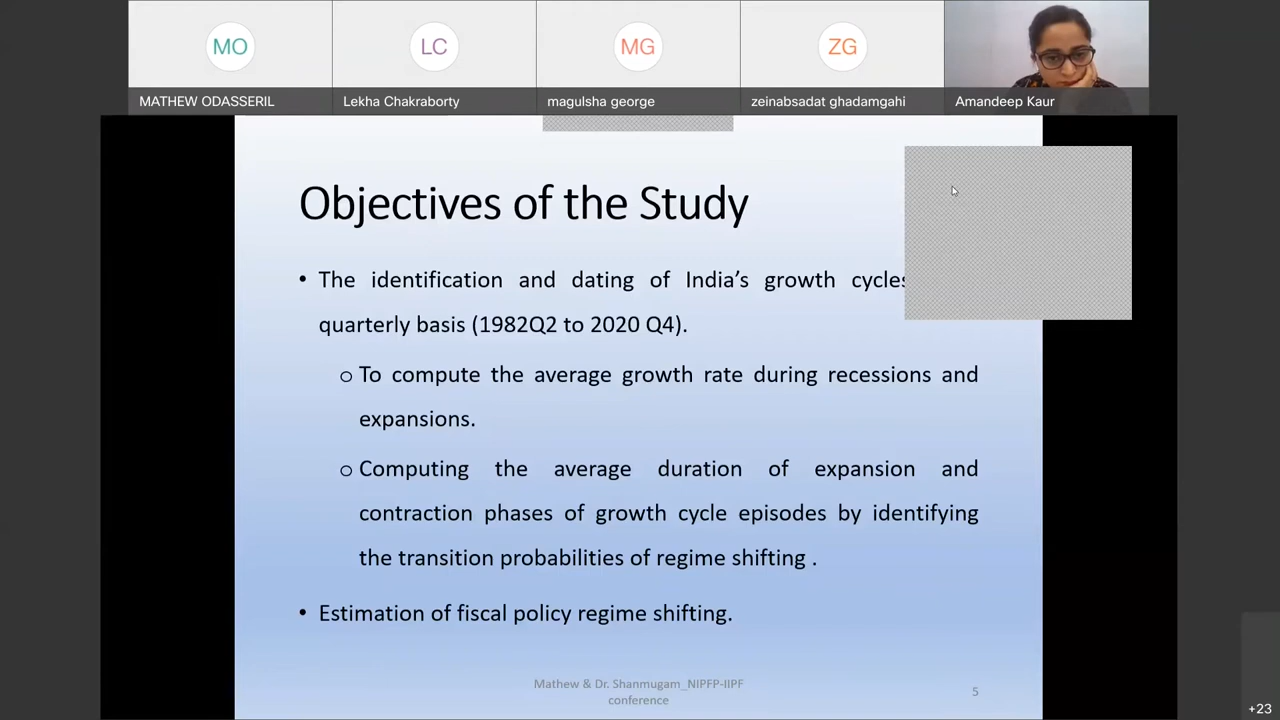 MO
LC
MG
ZG
MATHEW ODASSERIL
Lekha Chakraborty
magulsha george
zeinabsadat ghadamgahi
Amandeep Kaur
Objectives of the Study
• The identification and dating of India's growth cycles
quarterly basis (1982Q2 to 2020 Q4).
o To compute the average growth rate during recessions and
expansions.
o Computing the average duration of expansion and
contraction phases of growth cycle episodes by identifying
the transition probabilities of regime shifting .
• Estimation of fiscal policy regime shifting.
Mathew & Dr. Shanmugam_NIPFP-IIPF
conference
5
+23